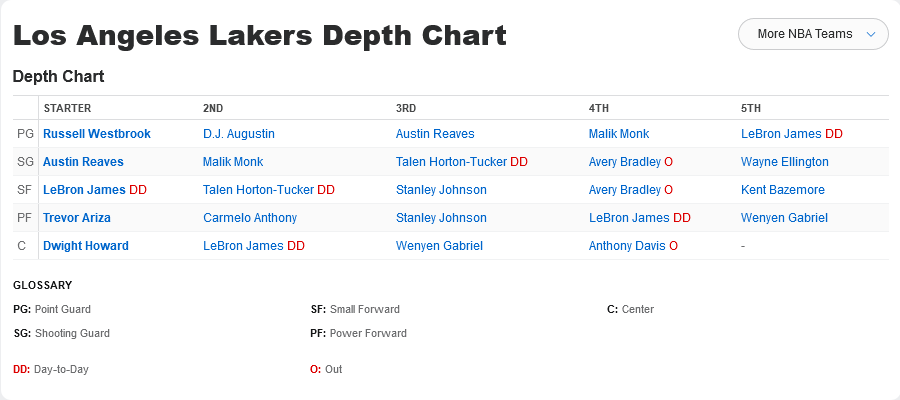 Los Angeles Lakers Depth Chart
More NBA Teams
Depth Chart
STARTER 2ND 3RD 4TH 5TH
PG Russell Westbrook D.J. Augustin Austin Reaves Malik Monk LeBron James DD
SG Austin Reaves Malik Monk Talen Horton-Tucker DD Avery Bradley O Wayne Ellington
SF LeBron James DD Talen Horton-Tucker DD Stanley Johnson Avery Bradley O Kent Bazemore
PF Trevor Ariza Carmelo Anthony Stanley Johnson LeBron James DD Wenyen Gabriel
C Dwight Howard LeBron James DD Wenyen Gabriel Anthony Davis O -
GLOSSARY
PG: Point Guard SF: Small Forward C: Center
SG: Shooting Guard PF: Power Forward
DD: Day-to-Day O: Out